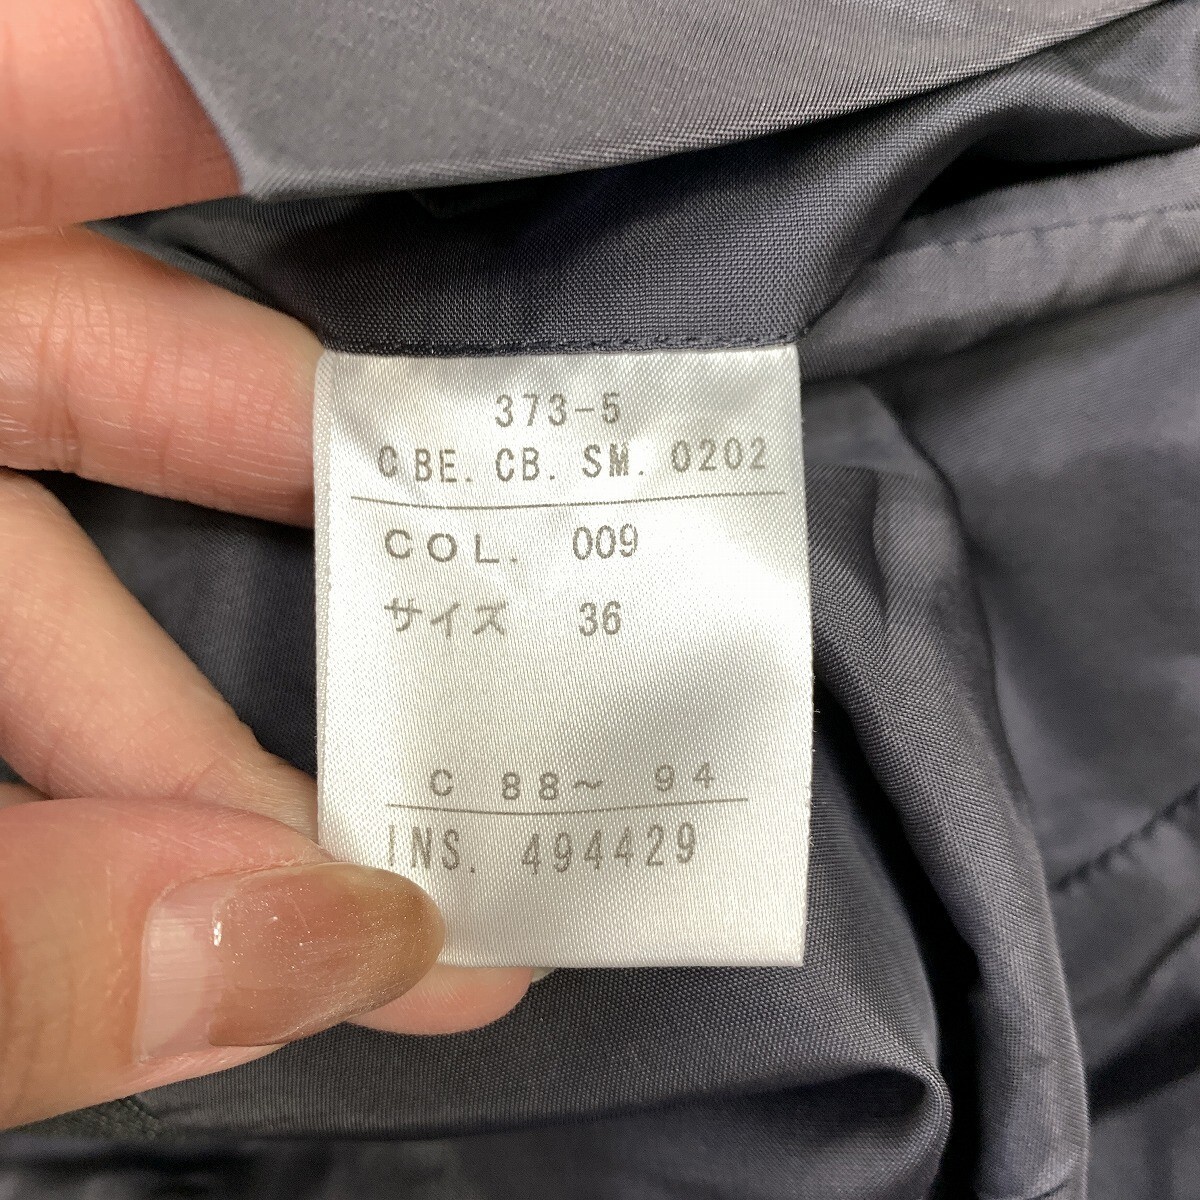 373-5
C BE. CB. SM. 0202
COL. 009
サイズ 36
C 88～ 94
INS. 494429